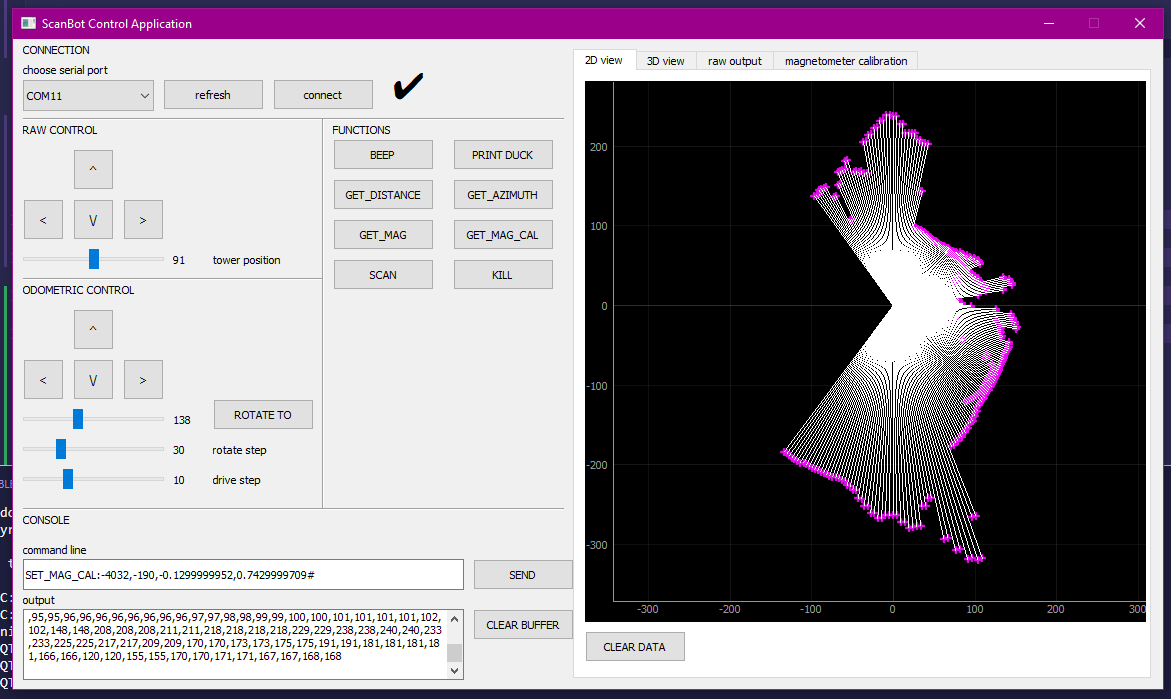 ScanBot Control Application
CONNECTION
choose serial port
COM11
refresh
connect
RAW CONTROL
^
<
V
>
91
tower position
ODOMETRIC CONTROL
^
<
V
>
138
ROTATE TO
30
rotate step
10
drive step
FUNCTIONS
BEEP
PRINT DUCK
GET_DISTANCE
GET_AZIMUTH
GET_MAG
GET_MAG_CAL
SCAN
KILL
CONSOLE
command line
SET_MAG_CAL:-4032,-190,-0.1299999952,0.7429999709#
SEND
output
,95,95,96,96,96,96,96,96,96,96,97,97,98,98,99,99,100,100,101,101,101,101,101,102,
102,148,148,208,208,208,211,211,218,218,218,218,229,229,238,238,240,240,233
,233,225,225,217,217,209,209,170,170,173,173,175,175,191,191,181,181,181,181
81,166,166,120,120,155,155,170,170,171,171,167,167,168,168
CLEAR BUFFER
2D view
3D view
raw output
magnetometer calibration
200
100
0
-100
-200
-300
-300
-200
-100
0
100
200
300
CLEAR DATA